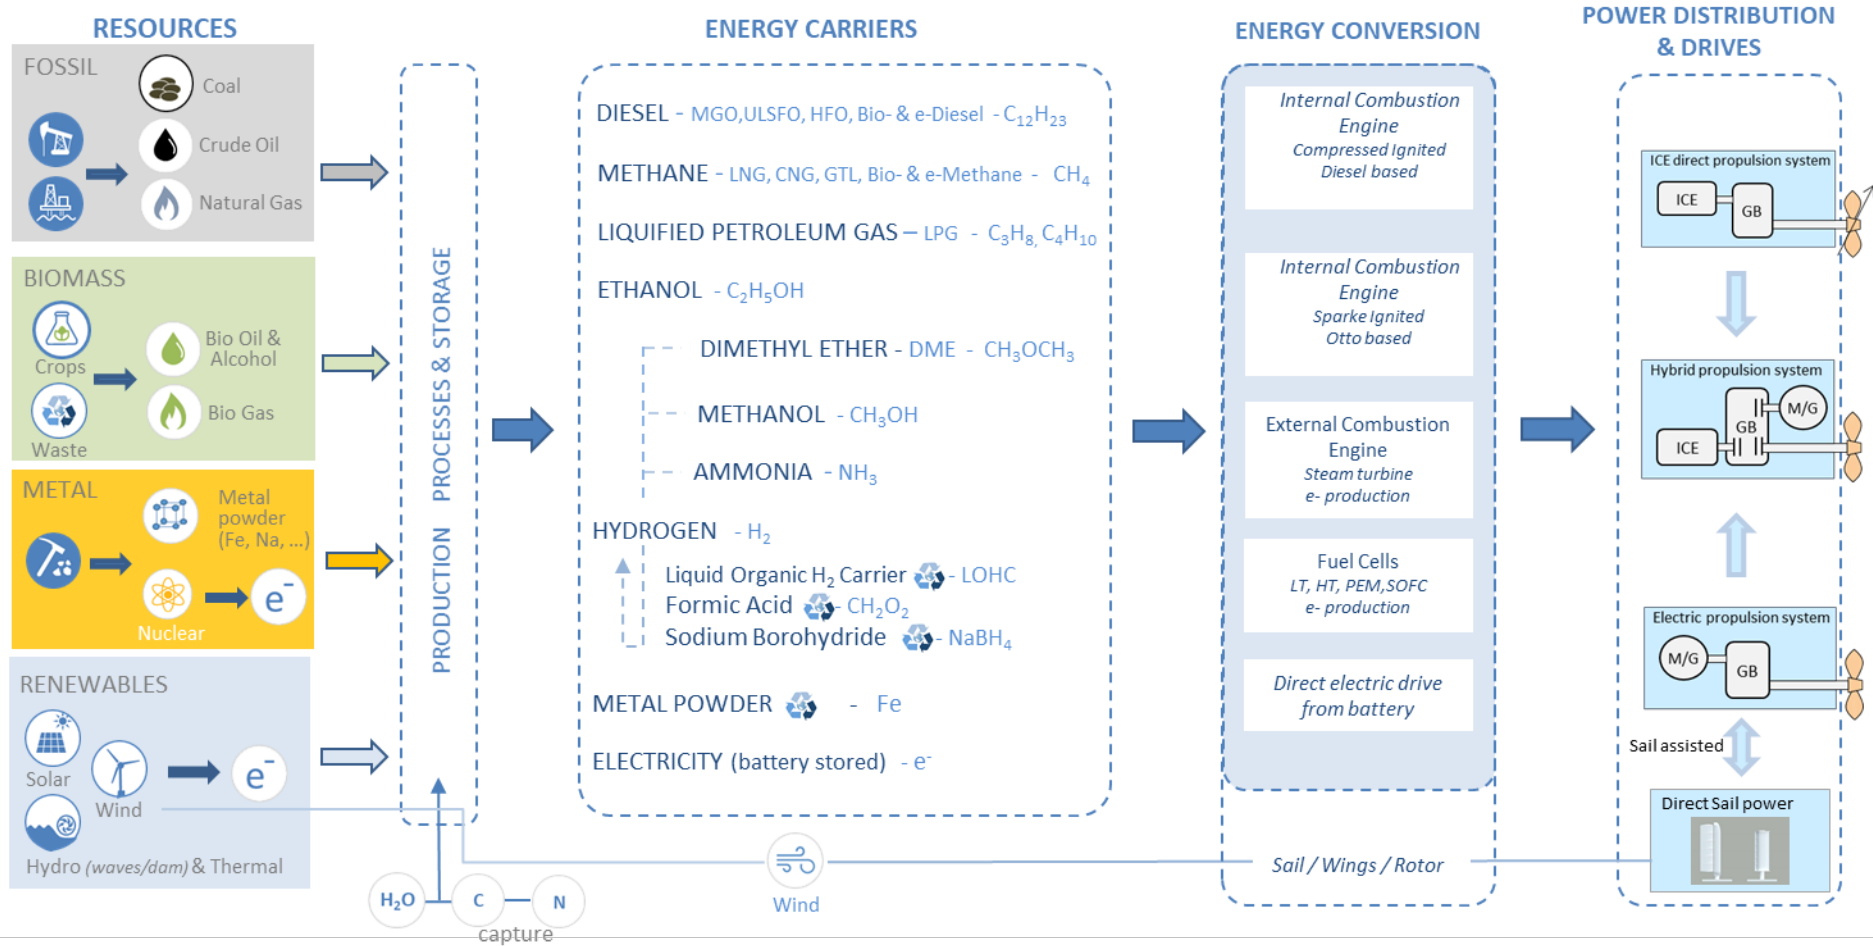 RESOURCES
FOSSIL
Coal
Crude Oil
Natural Gas
BIOMASS
Crops
Waste
Bio Oil &
Alcohol
Bio Gas
METAL
Metal
powder
(Fe, Na, ...)
Nuclear
e⁻
RENEWABLES
Solar
Wind
e⁻
Hydro (waves/dam) & Thermal
PRODUCTION PROCESSES & STORAGE
H₂O
C
N
capture
ENERGY CARRIERS
DIESEL - MGO,ULSFO, HFO, Bio- & e-Diesel - C₁₂H₂₃
METHANE - LNG, CNG, GTL, Bio- & e-Methane - CH₄
LIQUIFIED PETROLEUM GAS – LPG - C₃H₈, C₄H₁₀
ETHANOL - C₂H₅OH
DIMETHYL ETHER - DME - CH₃OCH₃
METHANOL - CH₃OH
AMMONIA - NH₃
HYDROGEN - H₂
Liquid Organic H₂ Carrier - LOHC
Formic Acid - CH₂O₂
Sodium Borohydride - NaBH₄
METAL POWDER - Fe
ELECTRICITY (battery stored) - e⁻
Wind
ENERGY CONVERSION
Internal Combustion
Engine
Compressed Ignited
Diesel based
Internal Combustion
Engine
Sparke Ignited
Otto based
External Combustion
Engine
Steam turbine
e- production
Fuel Cells
LT, HT, PEM,SOFC
e- production
Direct electric drive
from battery
Sail / Wings / Rotor
POWER DISTRIBUTION
& DRIVES
ICE direct propulsion system
ICE
GB
Hybrid propulsion system
M/G
GB
ICE
Electric propulsion system
M/G
GB
Sail assisted
Direct Sail power